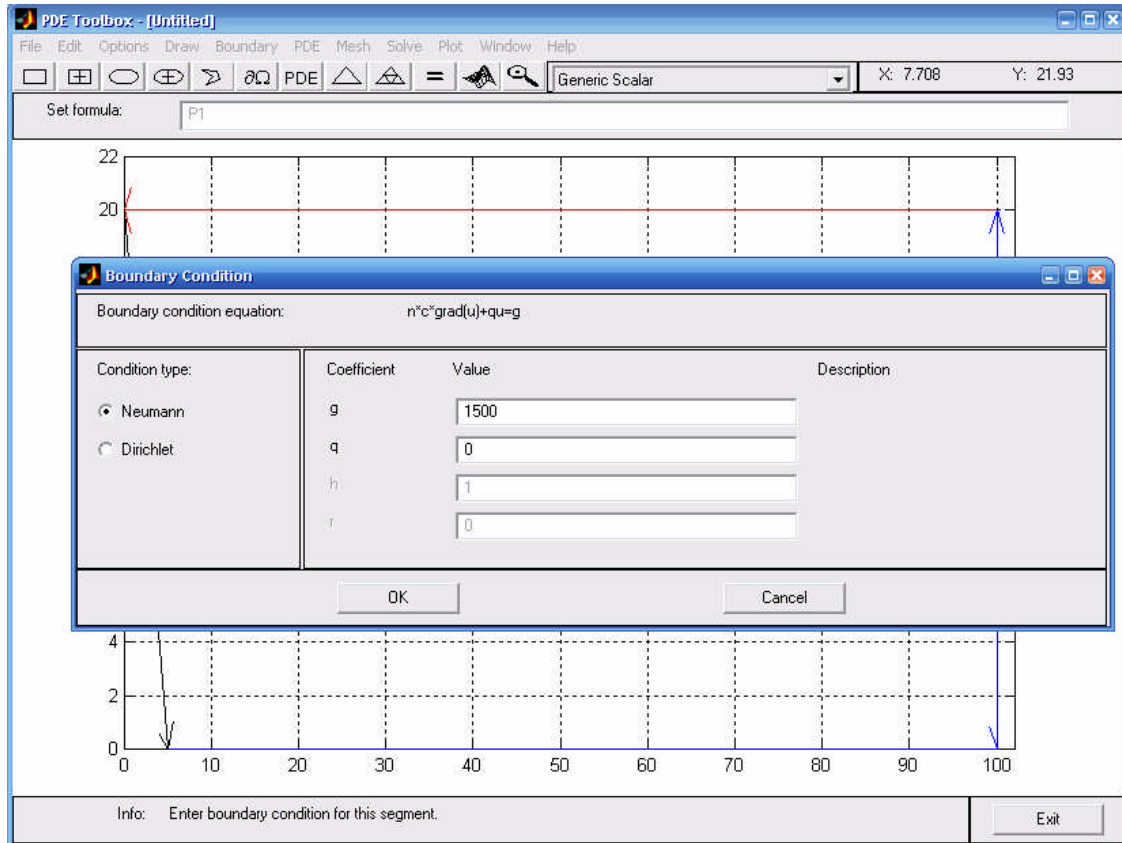 PDE Toolbox - [Untitled]
File Edit Options Draw Boundary PDE Mesh Solve Plot Window Help
∂Ω PDE = Generic Scalar X: 7.708 Y: 21.93
Set formula: P1
22
20
Boundary Condition
Boundary condition equation: n*c*grad(u)+qu=g
Condition type: Coefficient Value Description
Neumann g 1500
Dirichlet q 0
h 1
r 0
OK Cancel
4
2
0
0 10 20 30 40 50 60 70 80 90 100
Info: Enter boundary condition for this segment. Exit